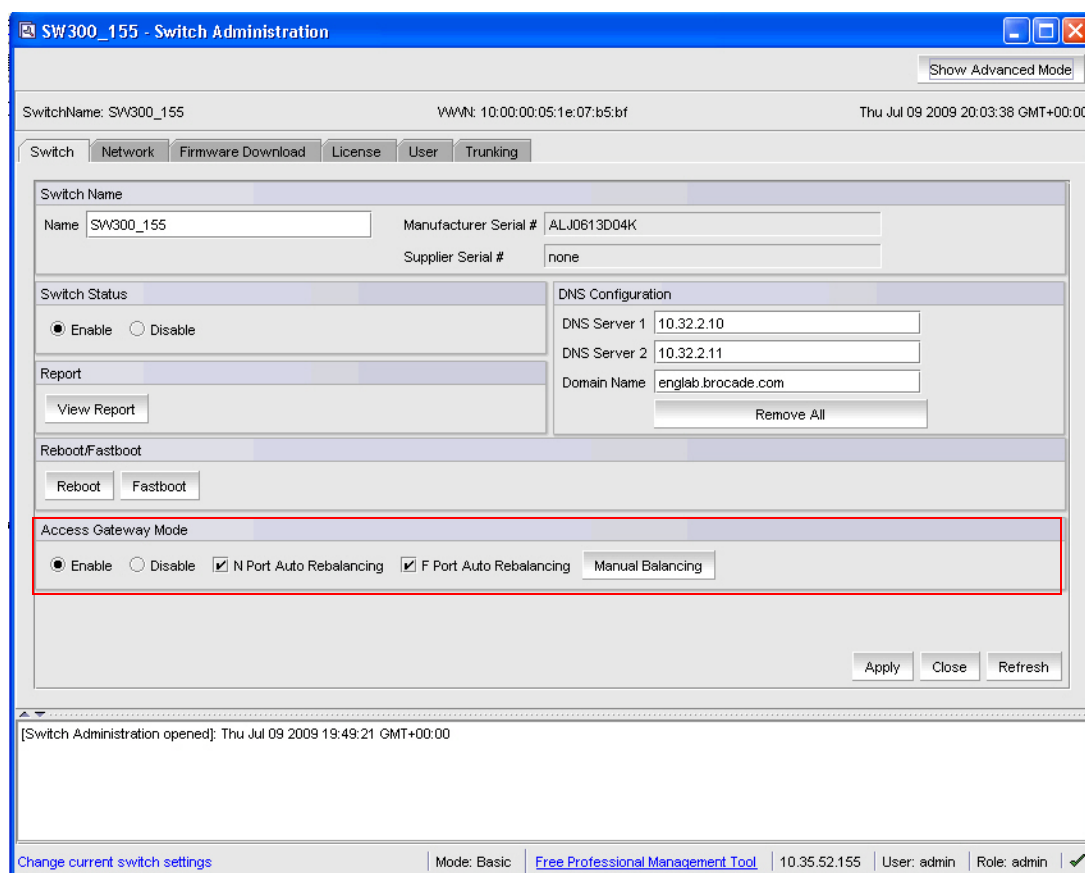 SW300_155 - Switch Administration
Show Advanced Mode
SwitchName: SW300_155 WWN: 10:00:00:05:1e:07:b5:bf Thu Jul 09 2009 20:03:38 GMT+00:00
Switch Network Firmware Download License User Trunking
Switch Name
Name SW300_155 Manufacturer Serial # ALJ0613D04K
Supplier Serial # none
Switch Status
Enable Disable
DNS Configuration
DNS Server 1 10.32.2.10
DNS Server 2 10.32.2.11
Domain Name englab.brocade.com
Remove All
Report
View Report
Reboot/Fastboot
Reboot Fastboot
Access Gateway Mode
Enable Disable N Port Auto Rebalancing F Port Auto Rebalancing Manual Balancing
Apply Close Refresh
[Switch Administration opened]: Thu Jul 09 2009 19:49:21 GMT+00:00
Change current switch settings Mode: Basic Free Professional Management Tool 10.35.52.155 User: admin Role: admin